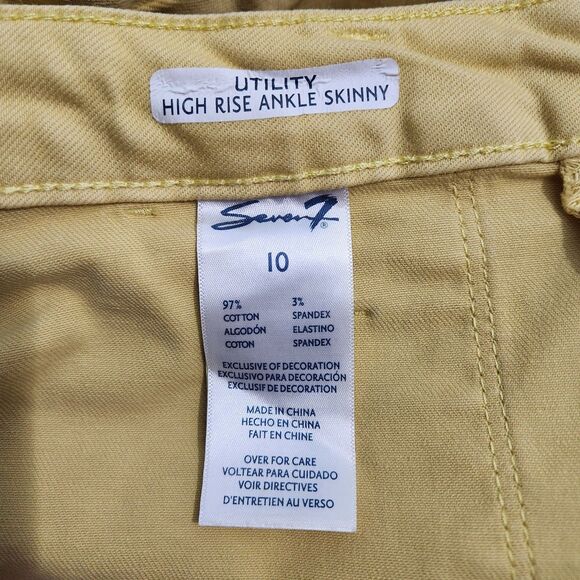 UTILITY
HIGH RISE ANKLE SKINNY
Seven7®
10
97% 3%
COTTON SPANDEX
ALGODÓN ELASTINO
COTON SPANDEX
EXCLUSIVE OF DECORATION
EXCLUSIVO PARA DECORACIÓN
EXCLUSIF DE DECORATION
MADE IN CHINA
HECHO EN CHINA
FAIT EN CHINE
OVER FOR CARE
VOLTEAR PARA CUIDADO
VOIR DIRECTIVES
D'ENTRETIEN AU VERSO